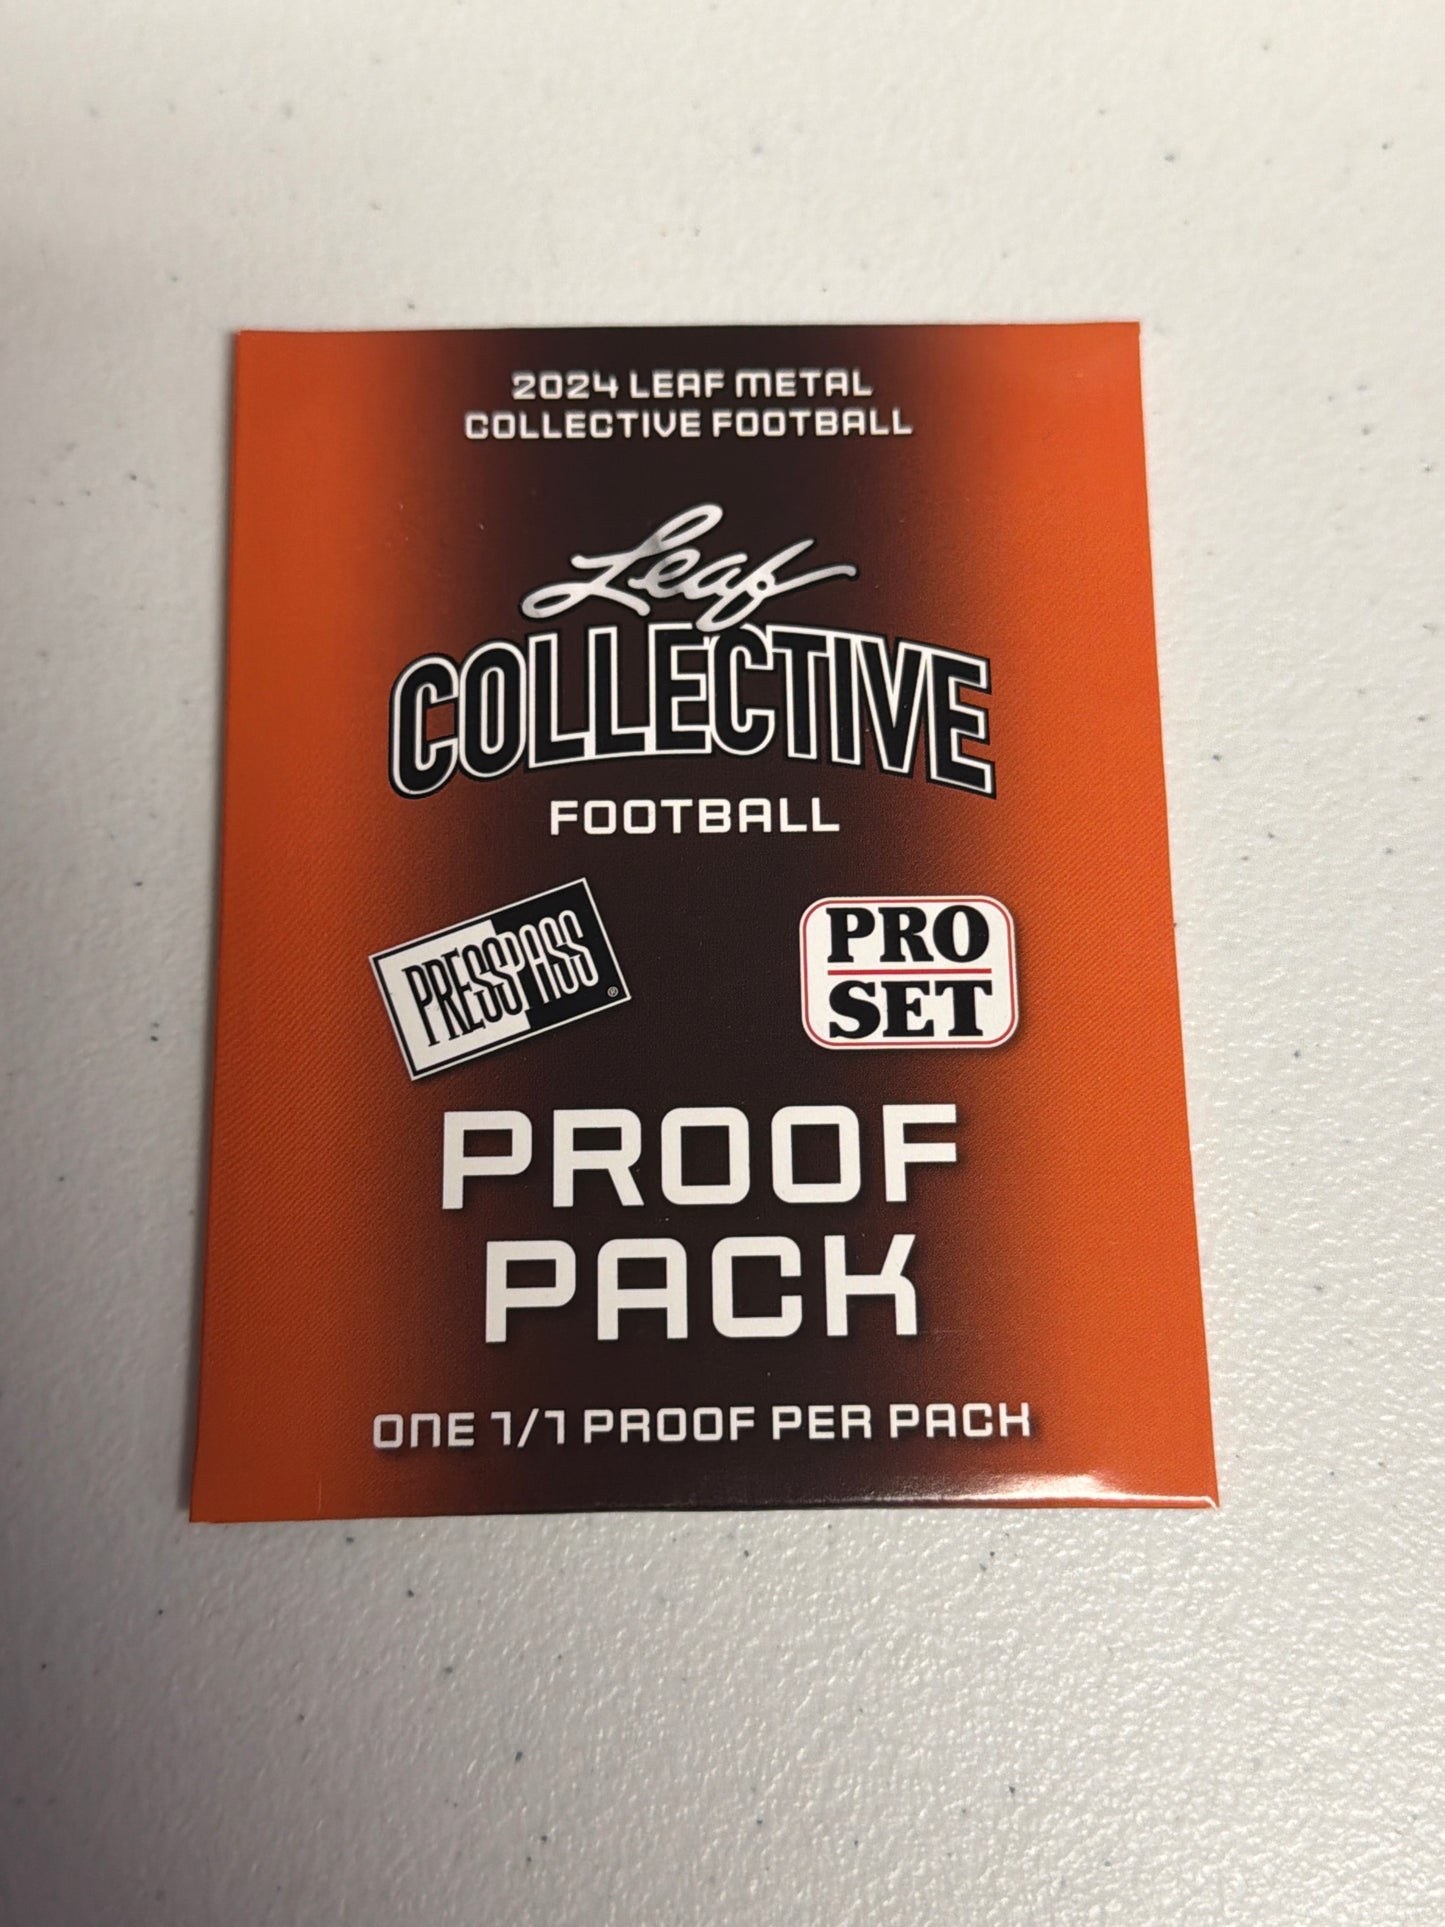 2024 LEAF METAL
COLLECTIVE FOOTBALL
Leaf
COLLECTIVE
FOOTBALL
PRESSPASS®
PRO
SET
PROOF
PACK
ONE 1/1 PROOF PER PACK